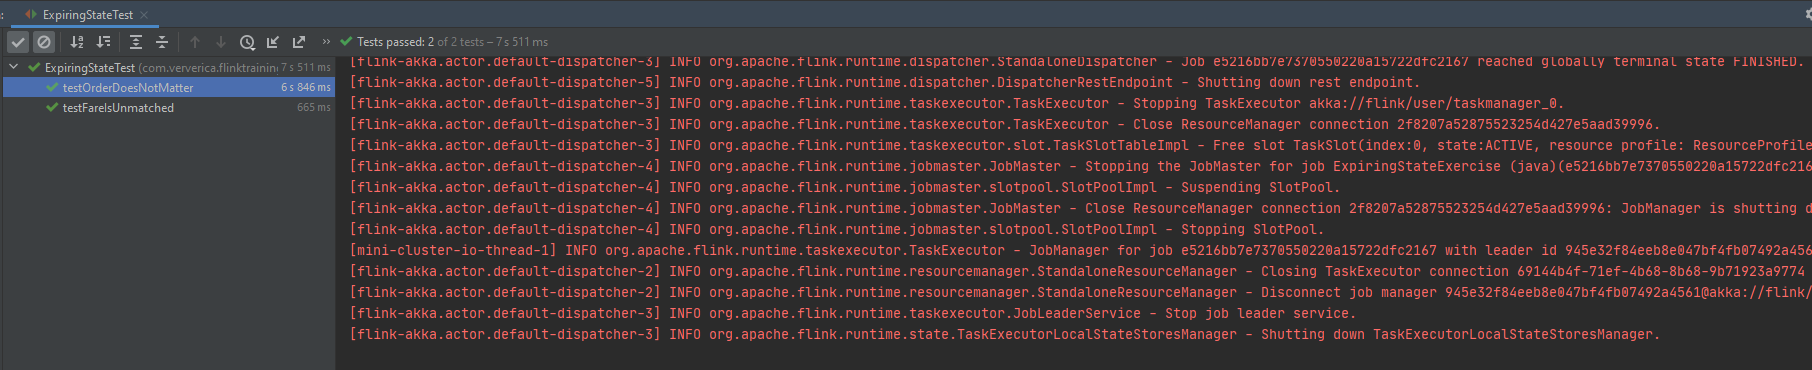 ExpiringStateTest
Tests passed: 2 of 2 tests – 7 s 511 ms
ExpiringStateTest (com.ververica.flinktraining 7 s 511 ms
testOrderDoesNotMatter 6 s 846 ms
testFareIsUnmatched 665 ms
[flink-akka.actor.default-dispatcher-3] INFO org.apache.flink.runtime.dispatcher.StandaloneDispatcher - Job e5216bb7e7370550220a15722dfc2167 reached globally terminal state FINISHED.
[flink-akka.actor.default-dispatcher-5] INFO org.apache.flink.runtime.dispatcher.DispatcherRestEndpoint - Shutting down rest endpoint.
[flink-akka.actor.default-dispatcher-3] INFO org.apache.flink.runtime.taskexecutor.TaskExecutor - Stopping TaskExecutor akka://flink/user/taskmanager_0.
[flink-akka.actor.default-dispatcher-3] INFO org.apache.flink.runtime.taskexecutor.TaskExecutor - Close ResourceManager connection 2f8207a52875523254d427e5aad39996.
[flink-akka.actor.default-dispatcher-3] INFO org.apache.flink.runtime.taskexecutor.slot.TaskSlotTableImpl - Free slot TaskSlot(index:0, state:ACTIVE, resource profile: ResourceProfile
[flink-akka.actor.default-dispatcher-4] INFO org.apache.flink.runtime.jobmaster.JobMaster - Stopping the JobMaster for job ExpiringStateExercise (java)(e5216bb7e7370550220a15722dfc216
[flink-akka.actor.default-dispatcher-4] INFO org.apache.flink.runtime.jobmaster.slotpool.SlotPoolImpl - Suspending SlotPool.
[flink-akka.actor.default-dispatcher-4] INFO org.apache.flink.runtime.jobmaster.JobMaster - Close ResourceManager connection 2f8207a52875523254d427e5aad39996: JobManager is shutting d
[flink-akka.actor.default-dispatcher-4] INFO org.apache.flink.runtime.jobmaster.slotpool.SlotPoolImpl - Stopping SlotPool.
[mini-cluster-io-thread-1] INFO org.apache.flink.runtime.taskexecutor.TaskExecutor - JobManager for job e5216bb7e7370550220a15722dfc2167 with leader id 945e32f84eeb8e047bf4fb07492a456
[flink-akka.actor.default-dispatcher-2] INFO org.apache.flink.runtime.resourcemanager.StandaloneResourceManager - Closing TaskExecutor connection 69144b4f-71ef-4b68-8b68-9b71923a9774
[flink-akka.actor.default-dispatcher-2] INFO org.apache.flink.runtime.resourcemanager.StandaloneResourceManager - Disconnect job manager 945e32f84eeb8e047bf4fb07492a4561@akka://flink/
[flink-akka.actor.default-dispatcher-3] INFO org.apache.flink.runtime.taskexecutor.JobLeaderService - Stop job leader service.
[flink-akka.actor.default-dispatcher-3] INFO org.apache.flink.runtime.state.TaskExecutorLocalStateStoresManager - Shutting down TaskExecutorLocalStateStoresManager.